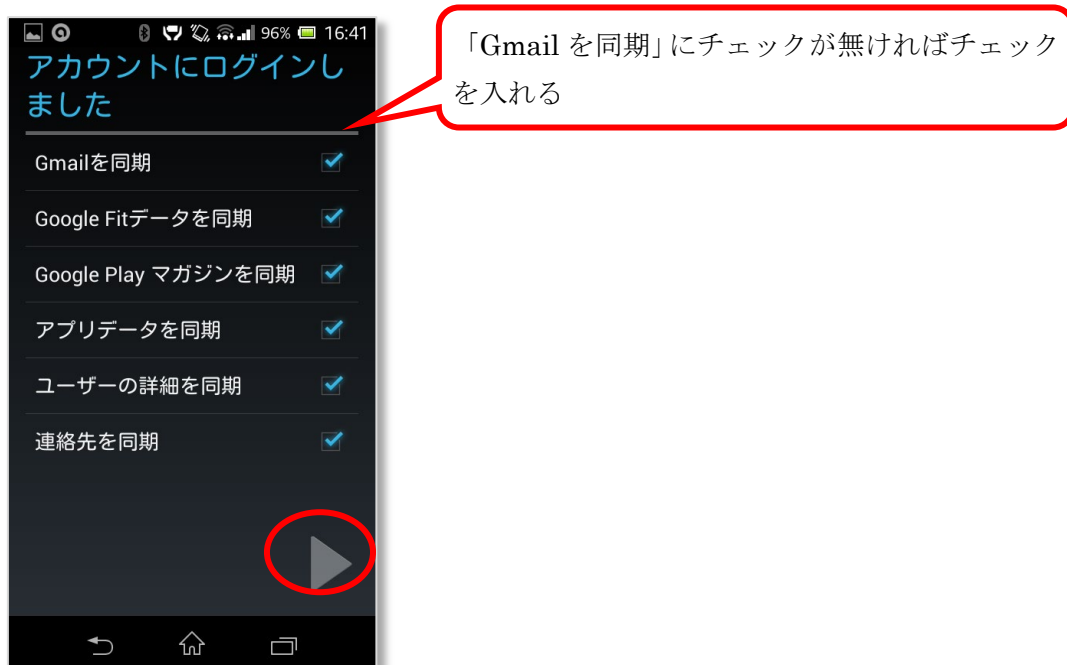 96% 16:41
アカウントにログインし
ました
Gmailを同期
Google Fitデータを同期
Google Play マガジンを同期
アプリデータを同期
ユーザーの詳細を同期
連絡先を同期
「Gmail を同期」にチェックが無ければチェック
を入れる